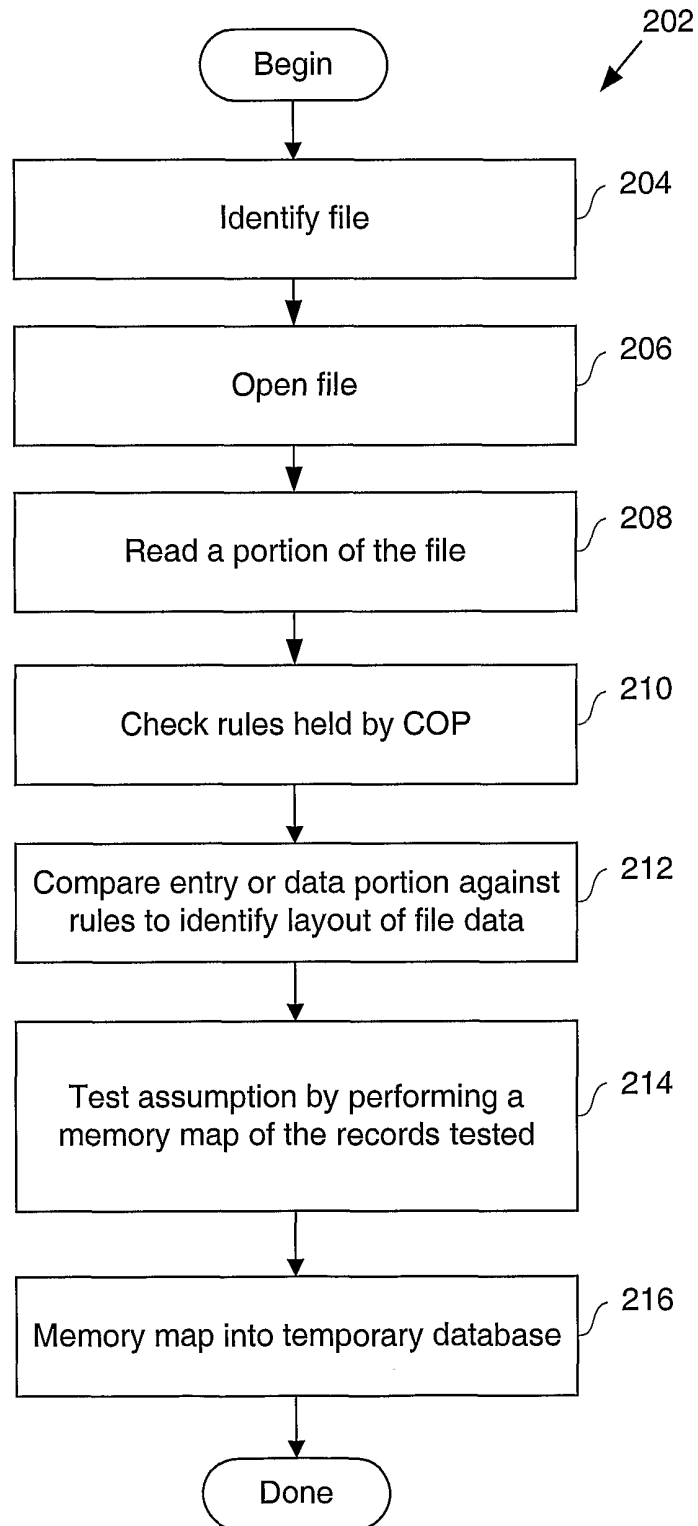 202
Begin
Identify file
204
Open file
206
Read a portion of the file
208
Check rules held by COP
210
Compare entry or data portion against
rules to identify layout of file data
212
Test assumption by performing a
memory map of the records tested
214
Memory map into temporary database
216
Done